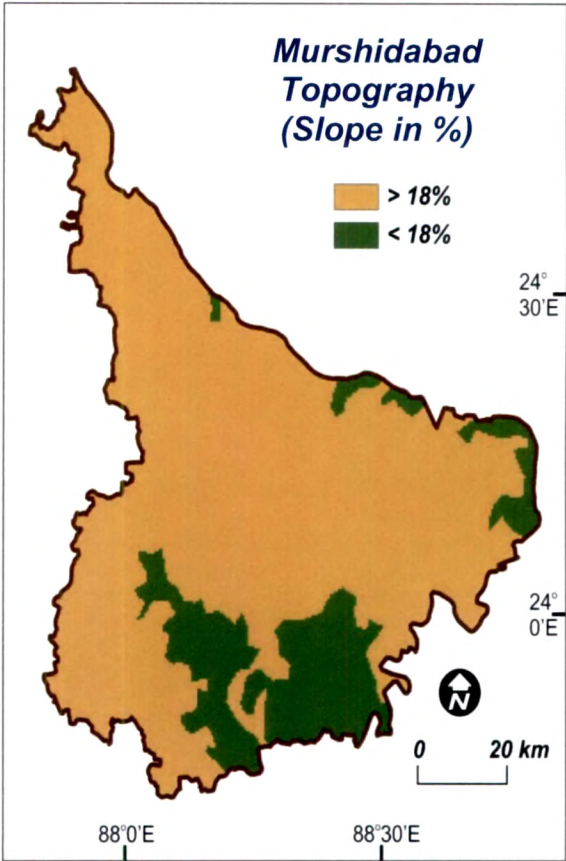 Murshidabad
Topography
(Slope in %)
> 18%
< 18%
24°
30'E
24°
0'E
N
0 20 km
88°0'E 88°30'E